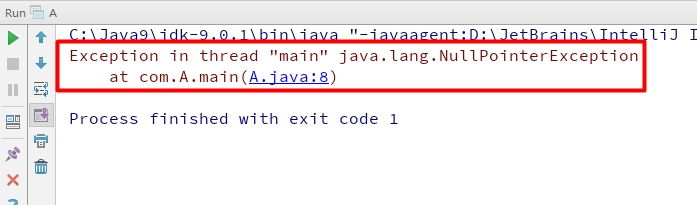 Run A
C:\Java9\jdk-9.0.1\bin\java "-javaagent:D:\JetBrains\IntelliJ I
Exception in thread "main" java.lang.NullPointerException
at com.A.main(A.java:8)
Process finished with exit code 1